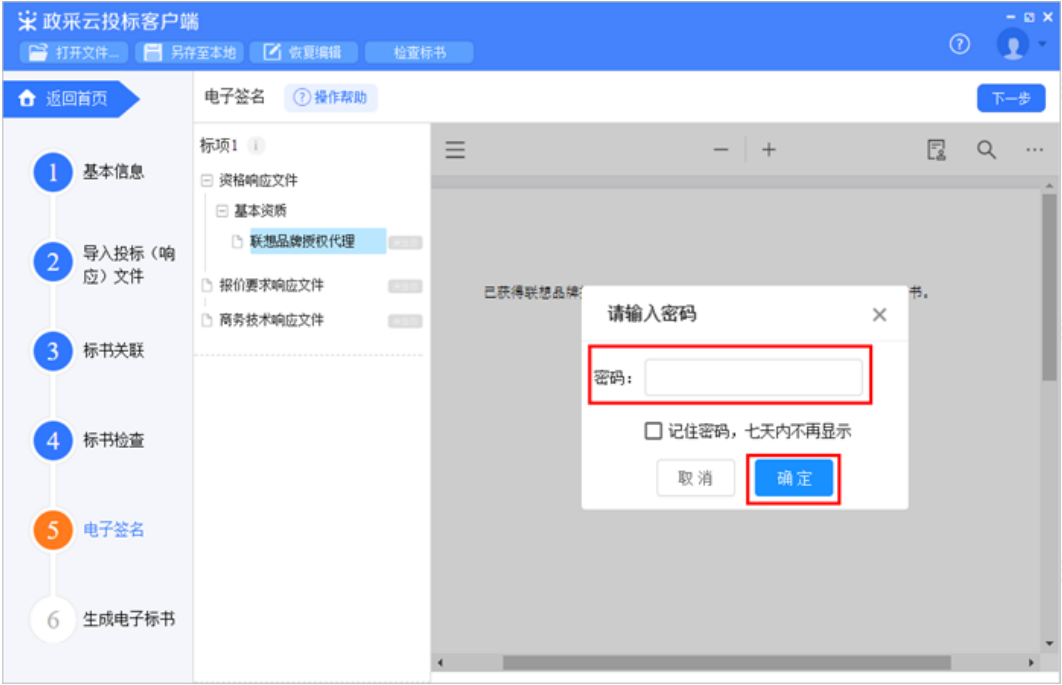 采 政采云投标客户端
打开文件...
另存至本地
恢复编辑
检查标书
?
返回首页
电子签名
? 操作帮助
下一步
1 基本信息
2 导入投标（响
应）文件
3 标书关联
4 标书检查
5 电子签名
6 生成电子标书
标项1 i
资格响应文件
基本资质
联想品牌授权代理
报价要求响应文件
商务技术响应文件
已获得联想品牌
书。
请输入密码
密码：
记住密码，七天内不再显示
取消
确定